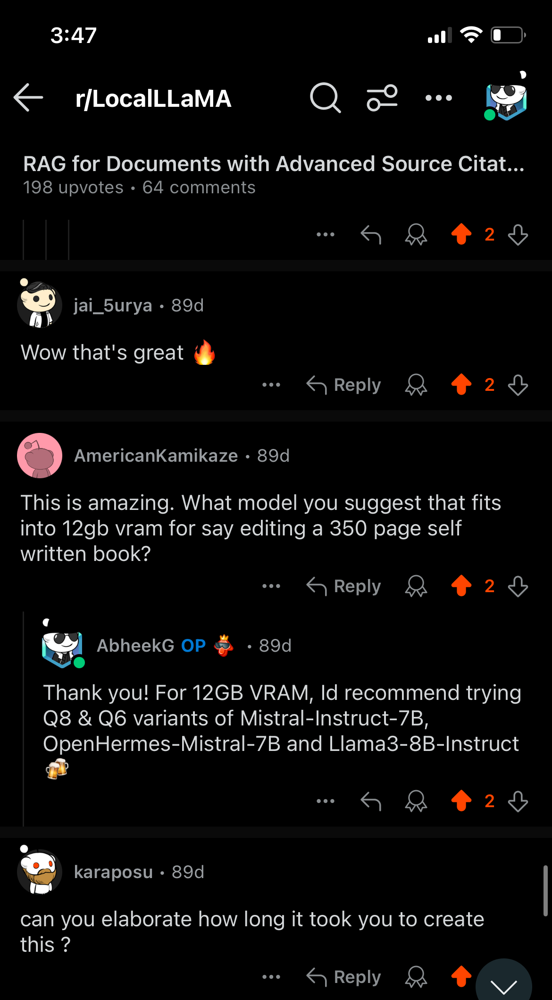 3:47
r/LocalLLaMA
RAG for Documents with Advanced Source Citat...
198 upvotes • 64 comments
2
jai_5urya • 89d
Wow that's great 🔥
Reply 2
AmericanKamikaze • 89d
This is amazing. What model you suggest that fits
into 12gb vram for say editing a 350 page self
written book?
Reply 2
AbheekG OP • 89d
Thank you! For 12GB VRAM, Id recommend trying
Q8 & Q6 variants of Mistral-Instruct-7B,
OpenHermes-Mistral-7B and Llama3-8B-Instruct
🍻
2
karaposu • 89d
can you elaborate how long it took you to create
this ?
Reply